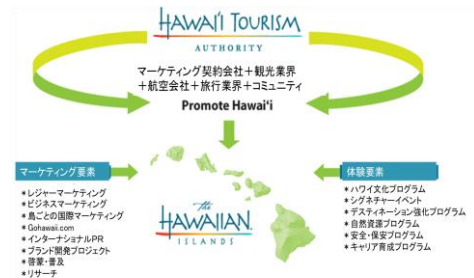 HAWAI'I TOURISM
AUTHORITY
マーケティング契約会社＋観光業界
＋航空会社＋旅行業界＋コミュニティ
Promote Hawai'i
マーケティング要素
＊レジャーマーケティング
＊ビジネスマーケティング
＊島ごとの国際マーケティング
＊Gohawaii.com
＊インターナショナルPR
＊ブランド開発プロジェクト
＊啓蒙・普及
＊リサーチ
the
HAWAIIAN
ISLANDS
体験要素
＊ハワイ文化プログラム
＊シグネチャーイベント
＊デスティネーション強化プログラム
＊自然資源プログラム
＊安全・保安プログラム
＊キャリア育成プログラム